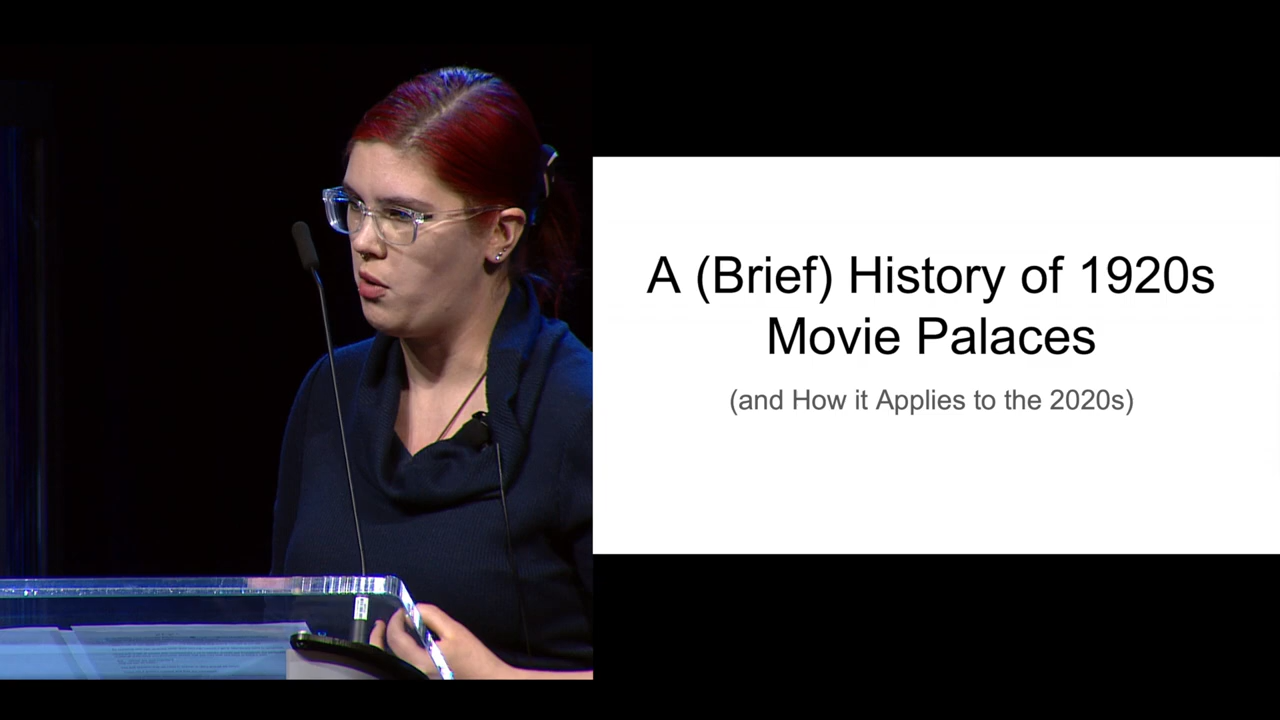 A (Brief) History of 1920s
Movie Palaces
(and How it Applies to the 2020s)